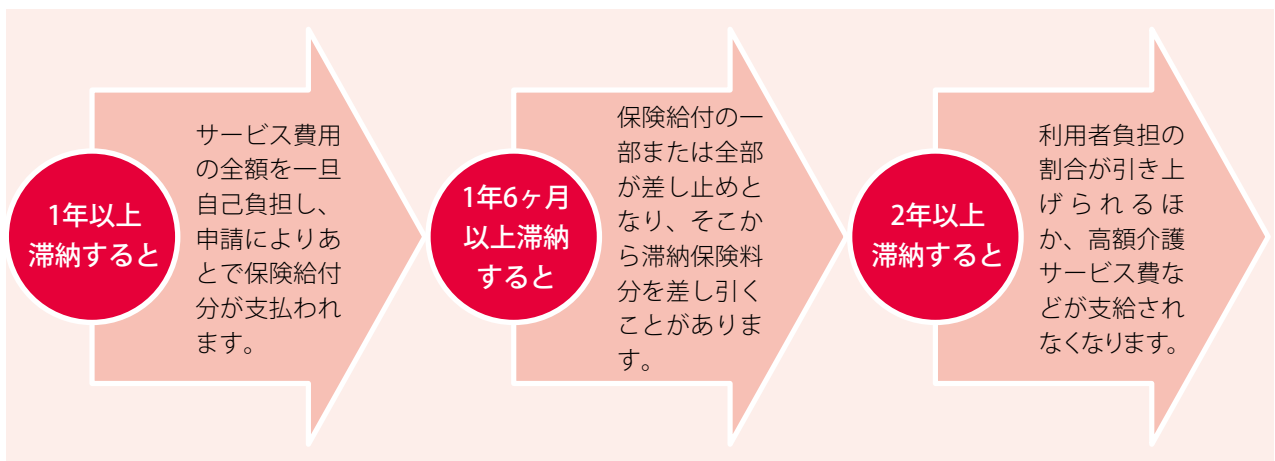 1年以上
滞納すると
サービス費用
の全額を一旦
自己負担し、
申請によりあ
とで保険給付
分が支払われ
ます。
1年6ヶ月
以上滞納
すると
保険給付の一
部または全部
が差し止めと
なり、そこか
ら滞納保険料
分を差し引く
ことがありま
す。
2年以上
滞納すると
利用者負担の
割合が引き上
げられるほ
か、高額介護
サービス費な
どが支給され
なくなります。